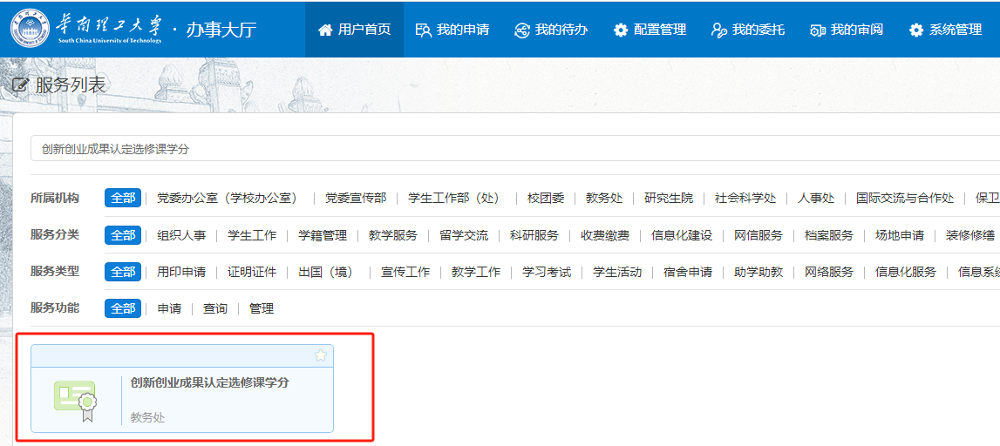 华南理工大学 · 办事大厅 用户首页 我的申请 我的待办 配置管理 我的委托 我的审阅 系统管理
South China University of Technology
服务列表
创新创业成果认定选修课学分
所属机构 全部 党委办公室（学校办公室） 党委宣传部 学生工作部（处） 校团委 教务处 研究生院 社会科学处 人事处 国际交流与合作处 保卫
服务分类 全部 组织人事 学生工作 学籍管理 教学服务 留学交流 科研服务 收费缴费 信息化建设 网信服务 档案服务 场地申请 装修修缮
服务类型 全部 用印申请 证明证件 出国（境） 宣传工作 教学工作 学习考试 学生活动 宿舍申请 助学助教 网络服务 信息化服务 信息系统
服务功能 全部 申请 查询 管理
创新创业成果认定选修课学分
教务处